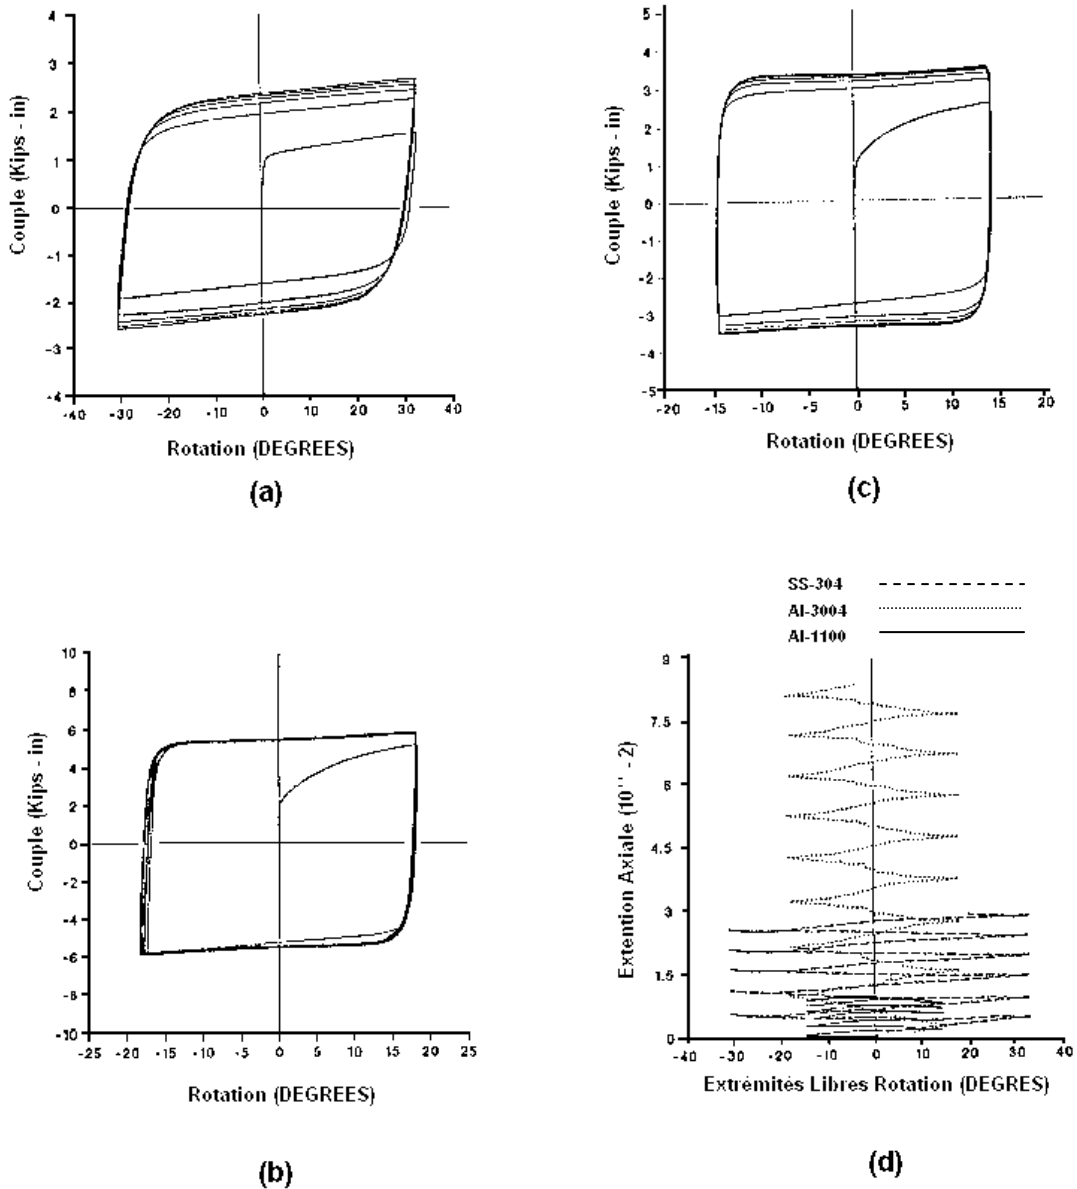 4
3
2
1
0
-1
-2
-3
-4
-40 -30 -20 -10 0 10 20 30 40
Couple (Kips - in)
Rotation (DEGREES)
(a)
5
4
3
2
1
0
-1
-2
-3
-4
-5
-20 -15 -10 -5 0 5 10 15 20
Couple (Kips - in)
Rotation (DEGREES)
(c)
10
8
6
4
2
0
-2
-4
-6
-8
-10
-25 -20 -15 -10 -5 0 5 10 15 20 25
Couple (Kips - in)
Rotation (DEGREES)
(b)
SS-304
Al-3004
Al-1100
9
7.5
6
4.5
3
1.5
0
-40 -30 -20 -10 0 10 20 30 40
Extention Axiale (10'' - 2)
Extrémités Libres Rotation (DEGRES)
(d)